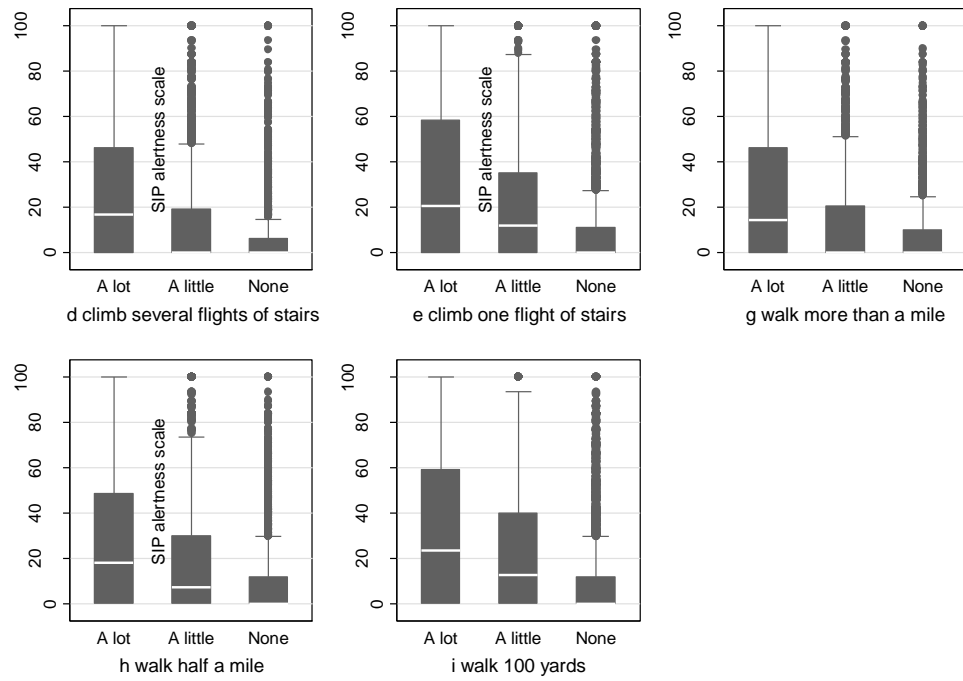 100
80
60
40
20
0
SIP alertness scale
A lot A little None
d climb several flights of stairs
100
80
60
40
20
0
SIP alertness scale
A lot A little None
e climb one flight of stairs
100
80
60
40
20
0
A lot A little None
g walk more than a mile
100
80
60
40
20
0
SIP alertness scale
A lot A little None
h walk half a mile
100
80
60
40
20
0
A lot A little None
i walk 100 yards